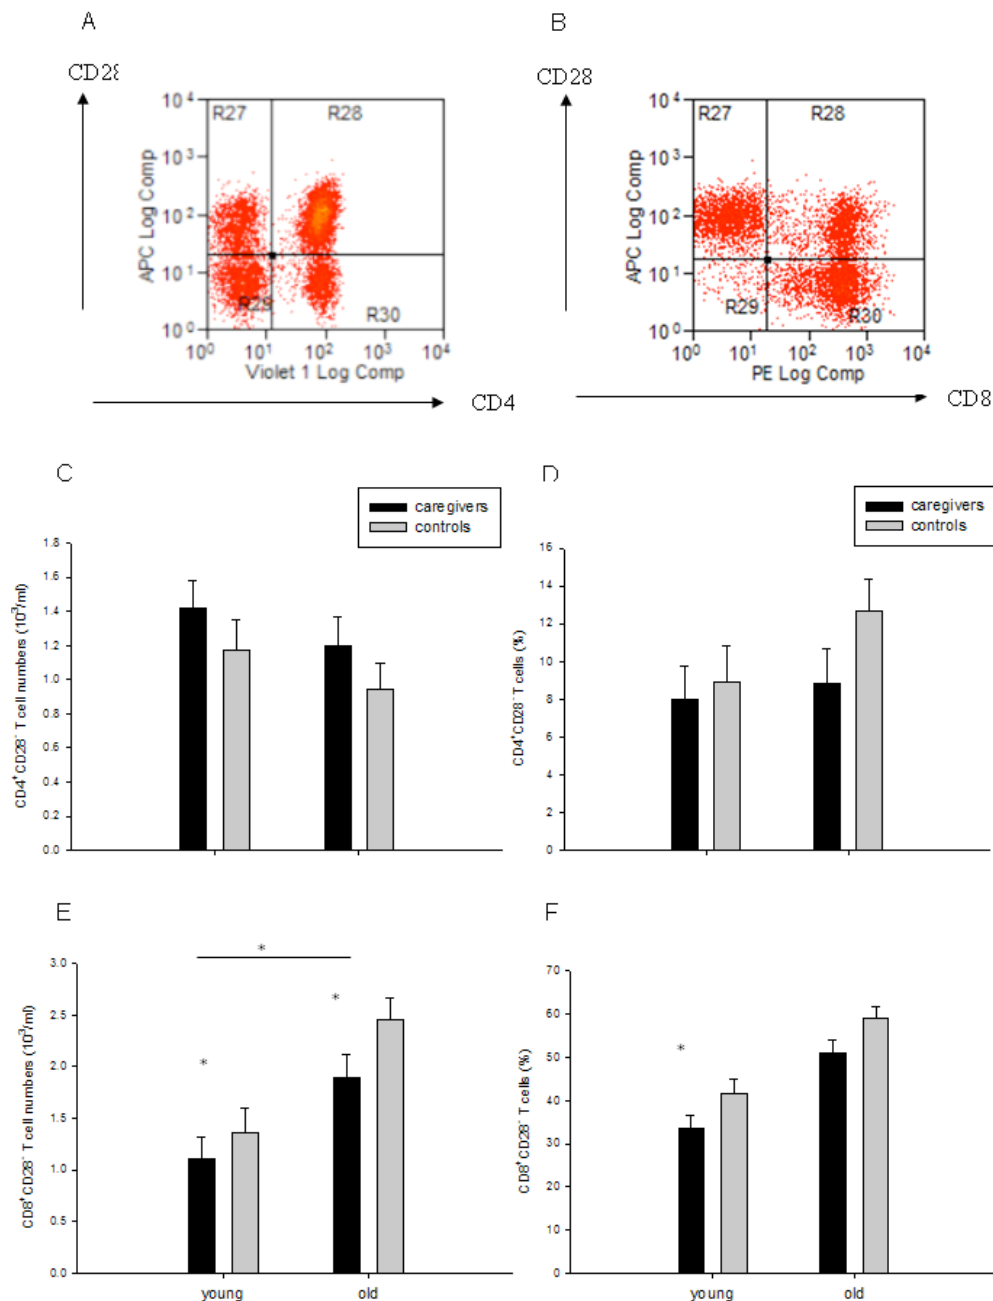 A
B
CD28
CD28
10⁴
R27
R28
10³
APC Log Comp
10²
10¹
R29
R30
10⁰
10⁰ 10¹ 10² 10³ 10⁴
Violet 1 Log Comp
CD4
10⁴
R27
R28
10³
APC Log Comp
10²
10¹
R29
R30
10⁰
10⁰ 10¹ 10² 10³ 10⁴
PE Log Comp
CD8
C
caregivers
controls
1.8
1.6
1.4
1.2
1.0
0.8
0.6
0.4
0.2
0.0
CD4⁺CD28⁻ T cell numbers (10³/ml)
D
caregivers
controls
16
14
12
10
8
6
4
2
0
CD4⁺CD28⁻ T cells (%)
E
*
*
*
3.0
2.5
2.0
1.5
1.0
0.5
0.0
CD8⁺CD28⁻ T cell numbers (10³/ml)
young old
F
*
70
60
50
40
30
20
10
0
CD8⁺CD28⁻ T cells (%)
young old